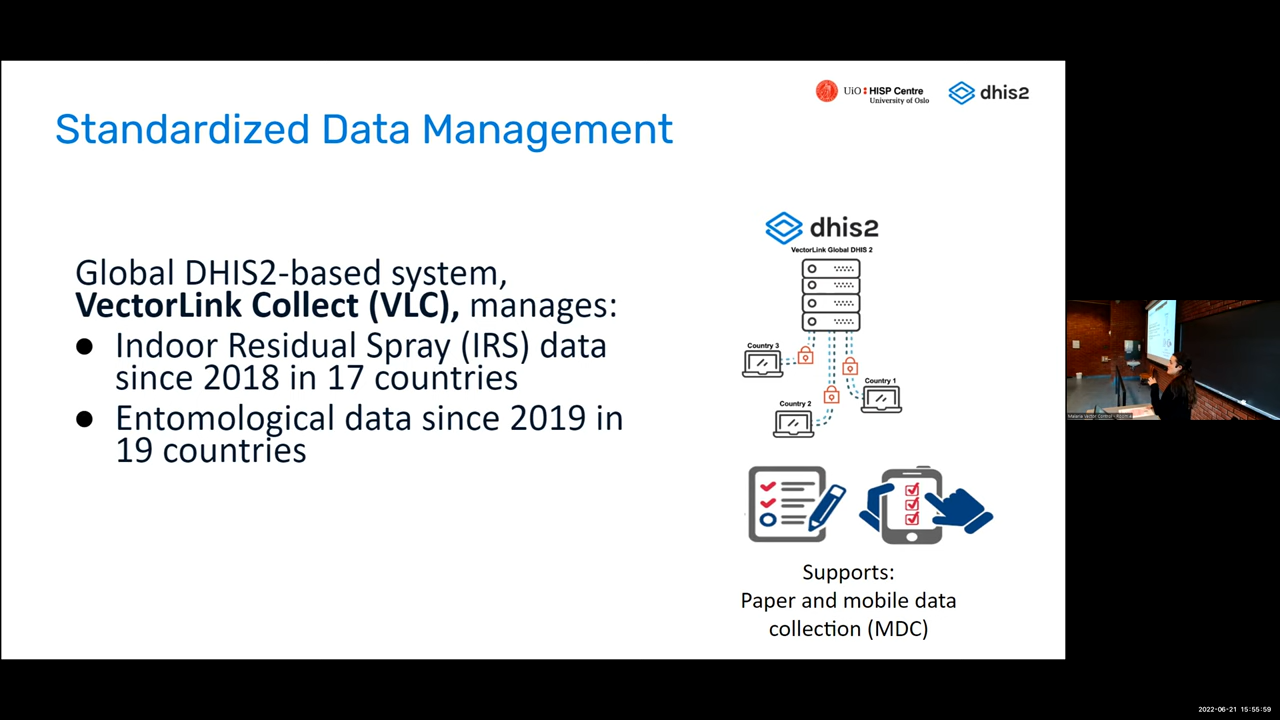 UiO HISP Centre
University of Oslo
dhis2
Standardized Data Management
dhis2
VectorLink Global DHIS 2
Global DHIS2-based system,
VectorLink Collect (VLC), manages:
● Indoor Residual Spray (IRS) data
since 2018 in 17 countries
● Entomological data since 2019 in
19 countries
Country 3
Country 1
Country 2
Supports:
Paper and mobile data
collection (MDC)
2022-06-21 15:55:59